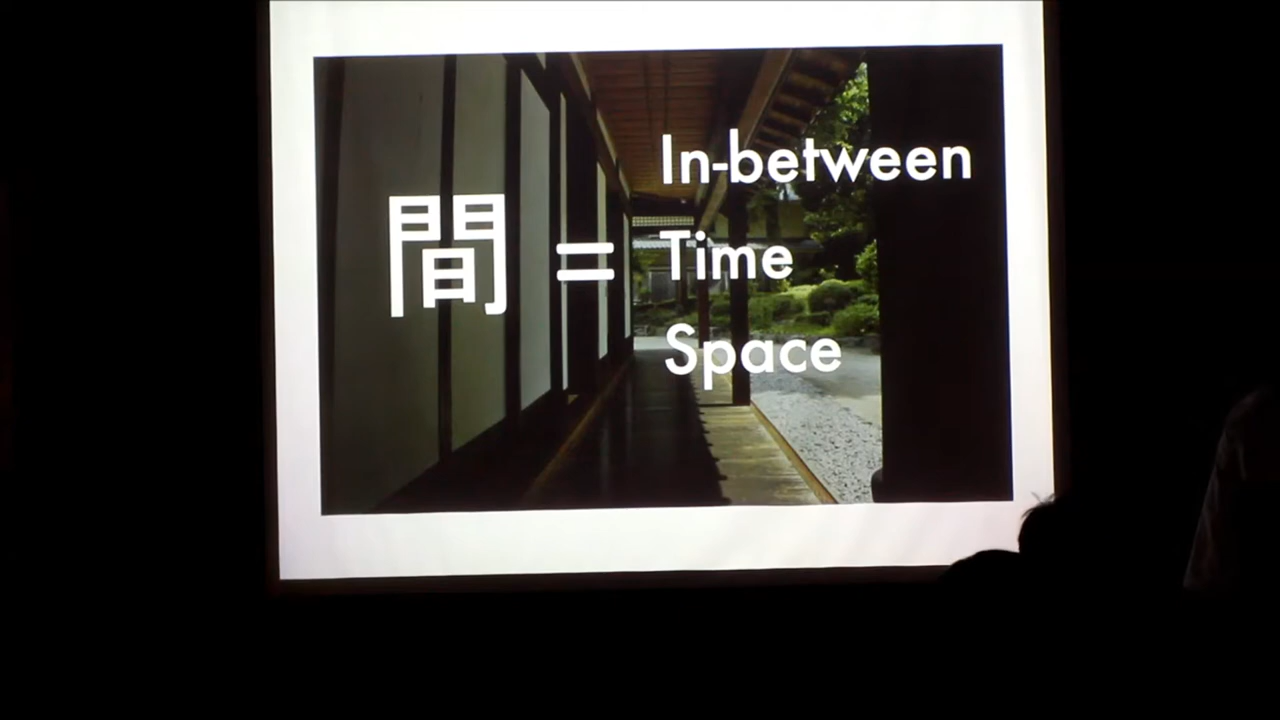 間 =
In-between
Time
Space